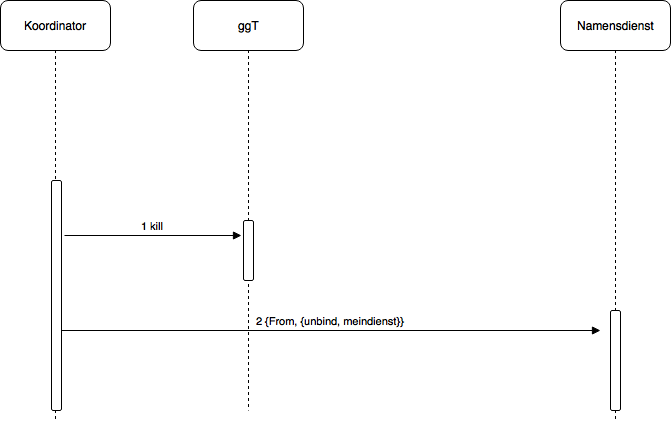 Koordinator
ggT
Namensdienst
1 kill
2 {From, {unbind, meindienst}}